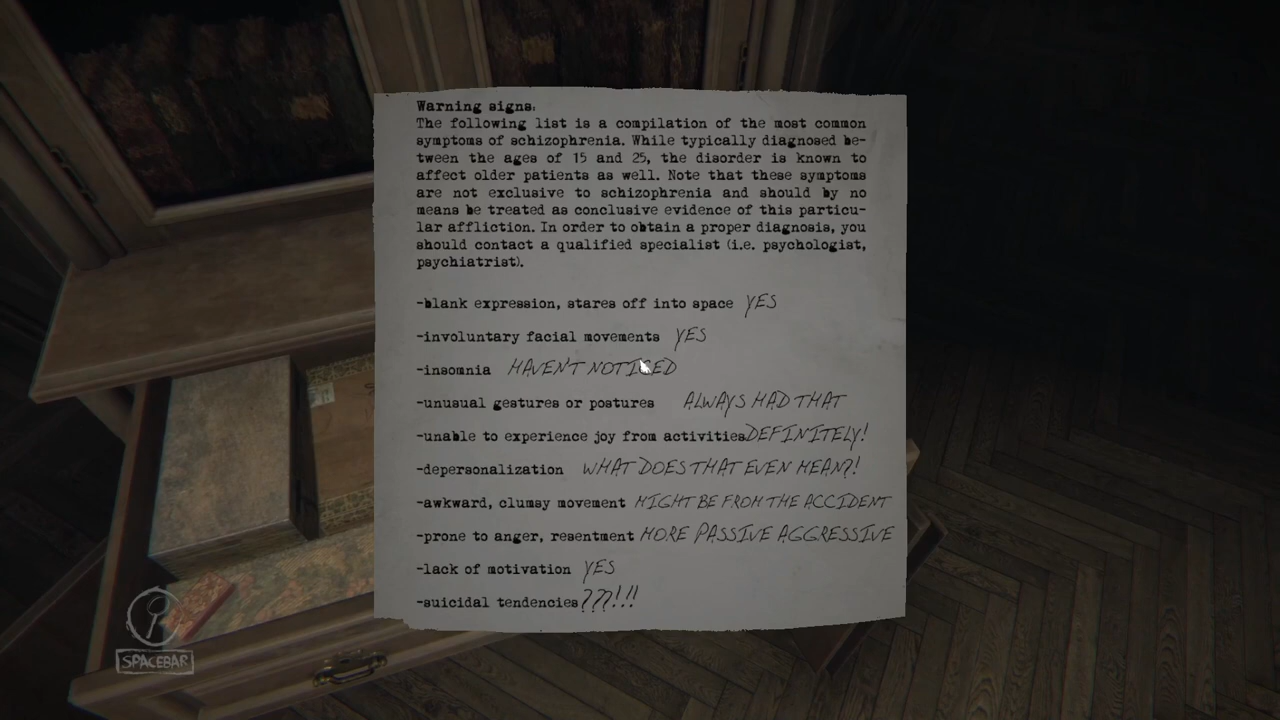 Warning signs:
The following list is a compilation of the most common
symptoms of schizophrenia. While typically diagnosed be-
tween the ages of 15 and 25, the disorder is known to
affect older patients as well. Note that these symptoms
are not exclusive to schizophrenia and should by no
means be treated as conclusive evidence of this particu-
lar affliction. In order to obtain a proper diagnosis, you
should contact a qualified specialist (i.e. psychologist,
psychiatrist).
-blank expression, stares off into space YES
-involuntary facial movements YES
-insomnia HAVEN'T NOTICED
-unusual gestures or postures ALWAYS HAD THAT
-unable to experience joy from activities DEFINITELY!
-depersonalization WHAT DOES THAT EVEN MEAN?!
-awkward, clumsy movement MIGHT BE FROM THE ACCIDENT
-prone to anger, resentment MORE PASSIVE AGGRESSIVE
-lack of motivation YES
-suicidal tendencies ???!!!
SPACEBAR